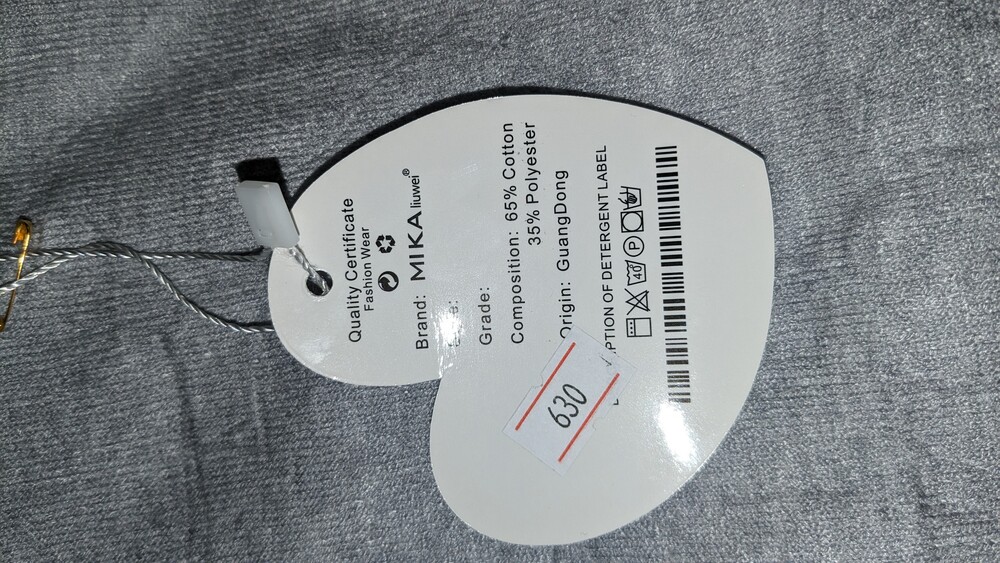 Quality Certificate
Fashion Wear
Brand: MIKA liuwei®
Grade:
Composition: 65% Cotton
35% Polyester
Origin: GuangDong
PTION OF DETERGENT LABEL
40 P
630